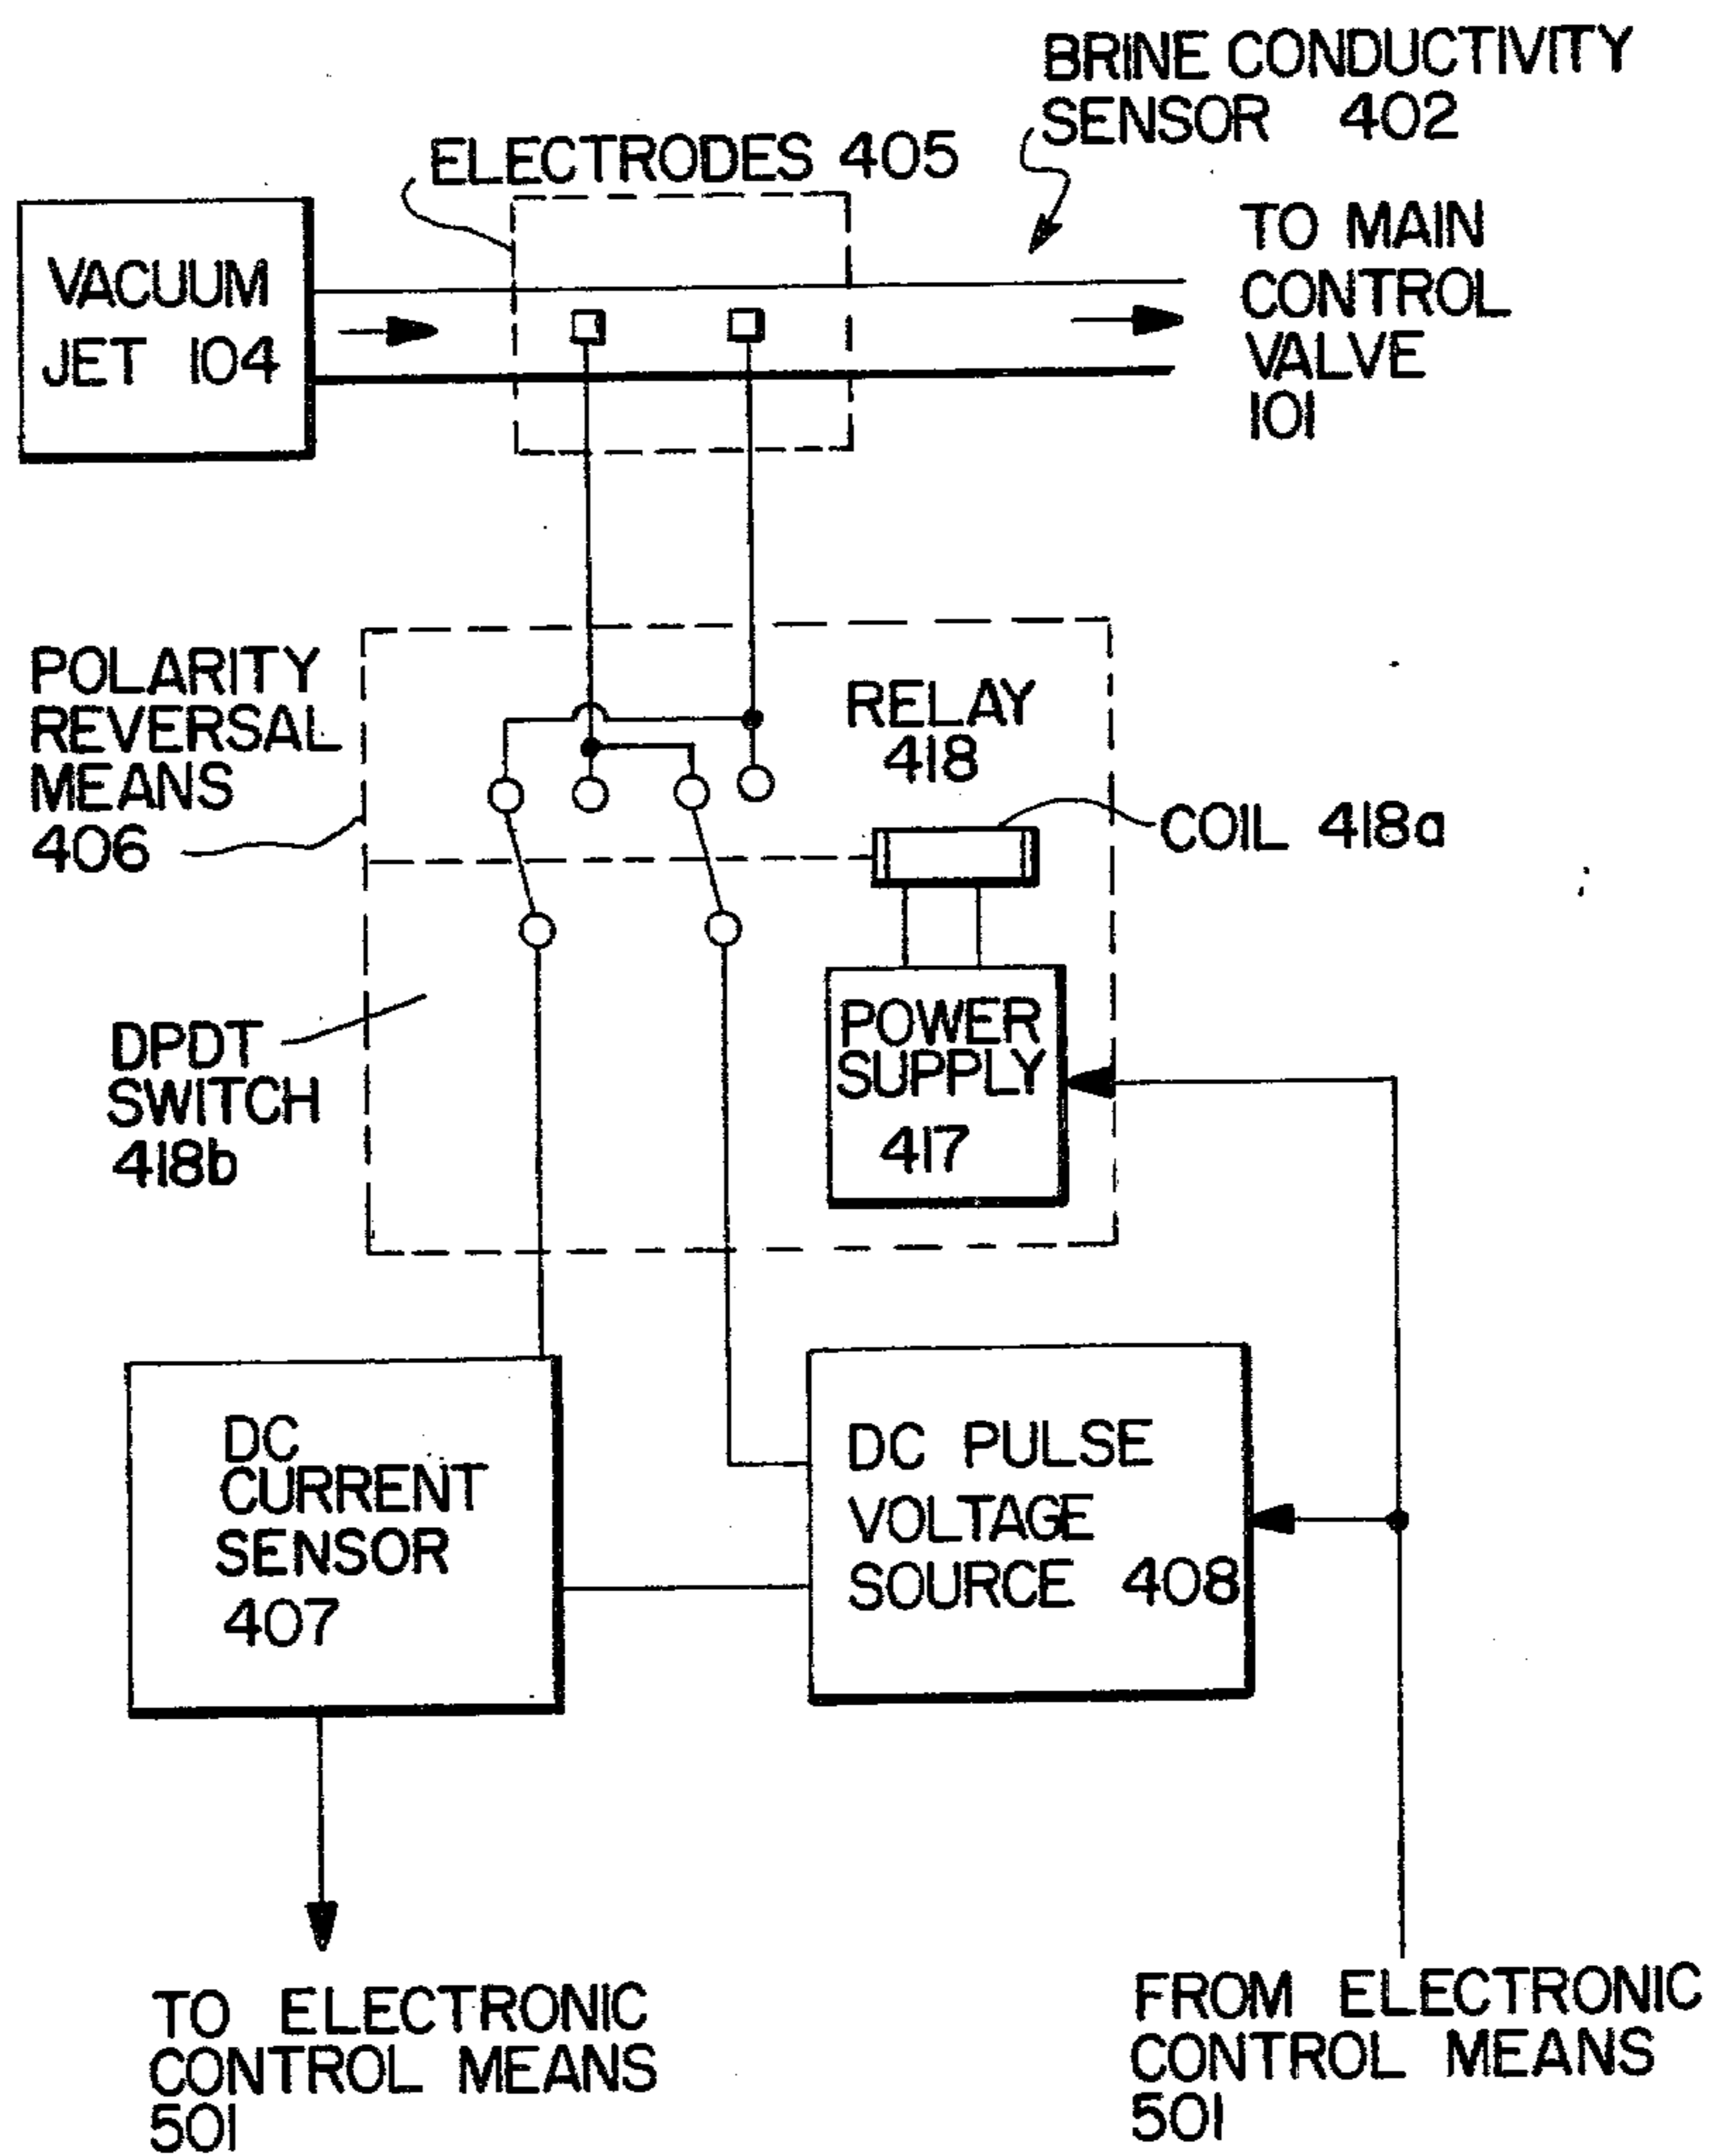 BRINE CONDUCTIVITY
SENSOR 402
ELECTRODES 405
TO MAIN
CONTROL
VALVE
101
VACUUM
JET 104
POLARITY
REVERSAL
MEANS
406
RELAY
418
COIL 418a
DPDT
SWITCH
418b
POWER
SUPPLY
417
DC
CURRENT
SENSOR
407
DC PULSE
VOLTAGE
SOURCE 408
TO ELECTRONIC
CONTROL MEANS
501
FROM ELECTRONIC
CONTROL MEANS
501